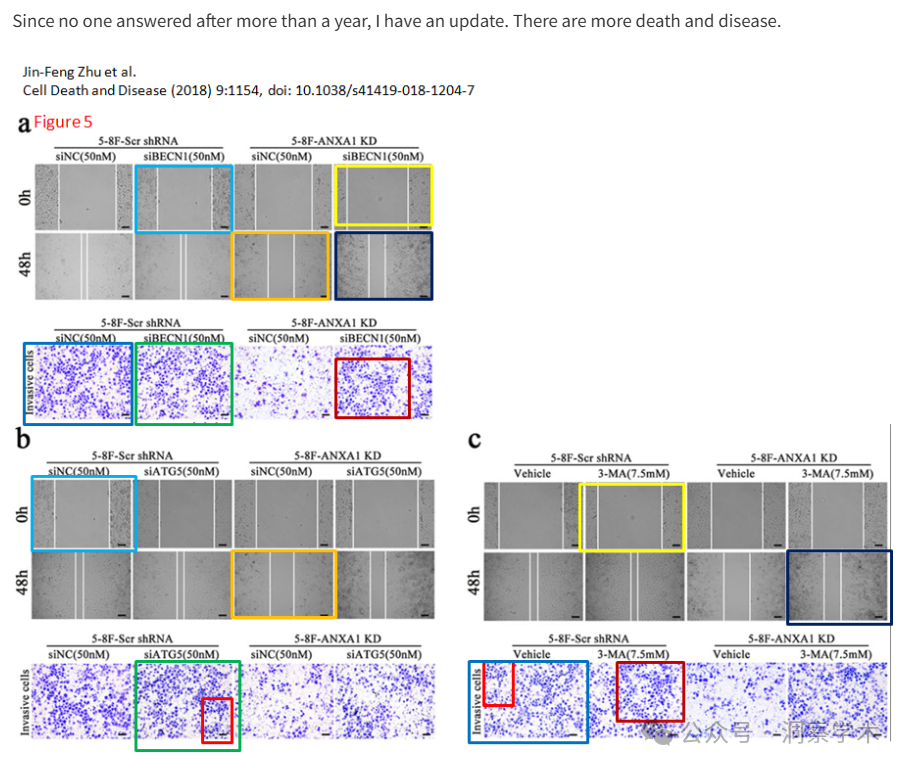 Since no one answered after more than a year, I have an update. There are more death and disease.
Jin-Feng Zhu et al.
Cell Death and Disease (2018) 9:1154, doi: 10.1038/s41419-018-1204-7
a Figure 5
5-8F-Scr shRNA 5-8F-ANXA1 KD
siNC(50nM) siBECN1(50nM) siNC(50nM) siBECN1(50nM)
0h
48h
5-8F-Scr shRNA 5-8F-ANXA1 KD
siNC(50nM) siBECN1(50nM) siNC(50nM) siBECN1(50nM)
Invasive cells
b
5-8F-Scr shRNA 5-8F-ANXA1 KD
siNC(50nM) siATG5(50nM) siNC(50nM) siATG5(50nM)
0h
48h
5-8F-Scr shRNA 5-8F-ANXA1 KD
siNC(50nM) siATG5(50nM) siNC(50nM) siATG5(50nM)
Invasive cells
c
5-8F-Scr shRNA 5-8F-ANXA1 KD
Vehicle 3-MA(7.5mM) Vehicle 3-MA(7.5mM)
0h
48h
5-8F-Scr shRNA 5-8F-ANXA1 KD
Vehicle 3-MA(7.5mM) Vehicle 3-MA(7.5mM)
Invasive cells
公众号 洞察学术